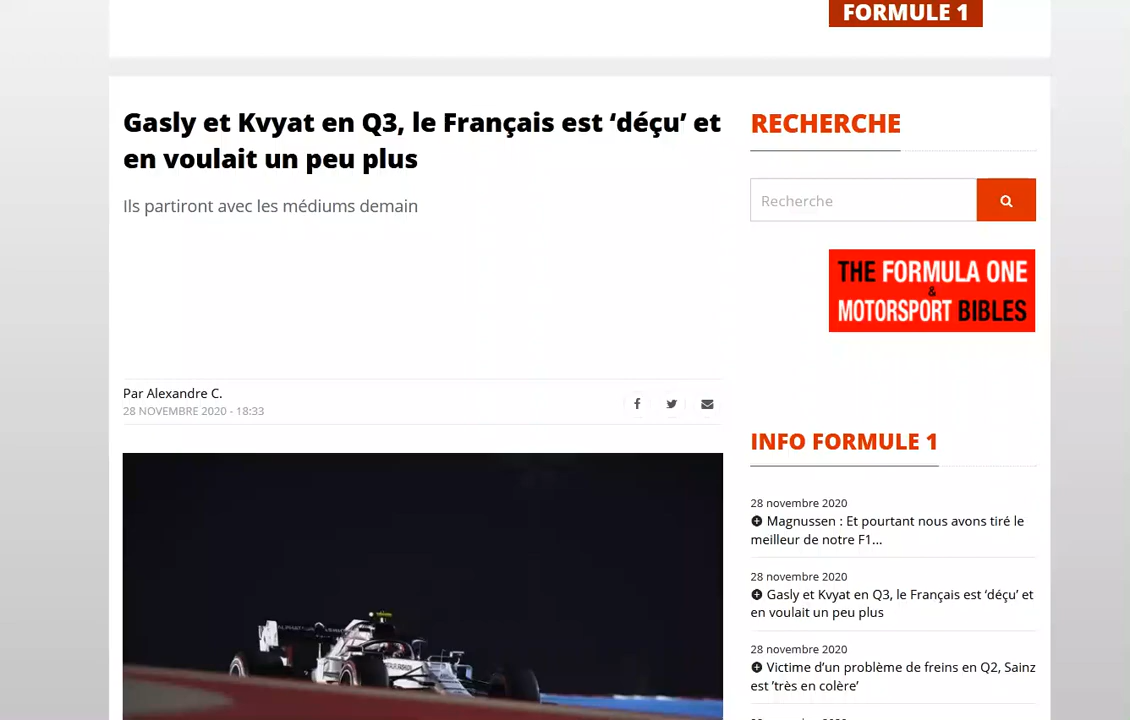 FORMULE 1
Gasly et Kvyat en Q3, le Français est ‘déçu’ et
en voulait un peu plus
Ils partiront avec les médiums demain
Par Alexandre C.
28 NOVEMBRE 2020 - 18:33
RECHERCHE
Recherche
THE FORMULA ONE
&
MOTORSPORT BIBLES
INFO FORMULE 1
28 novembre 2020
Magnussen : Et pourtant nous avons tiré le
meilleur de notre F1...
28 novembre 2020
Gasly et Kvyat en Q3, le Français est ‘déçu’ et
en voulait un peu plus
28 novembre 2020
Victime d’un problème de freins en Q2, Sainz
est ’très en colère’